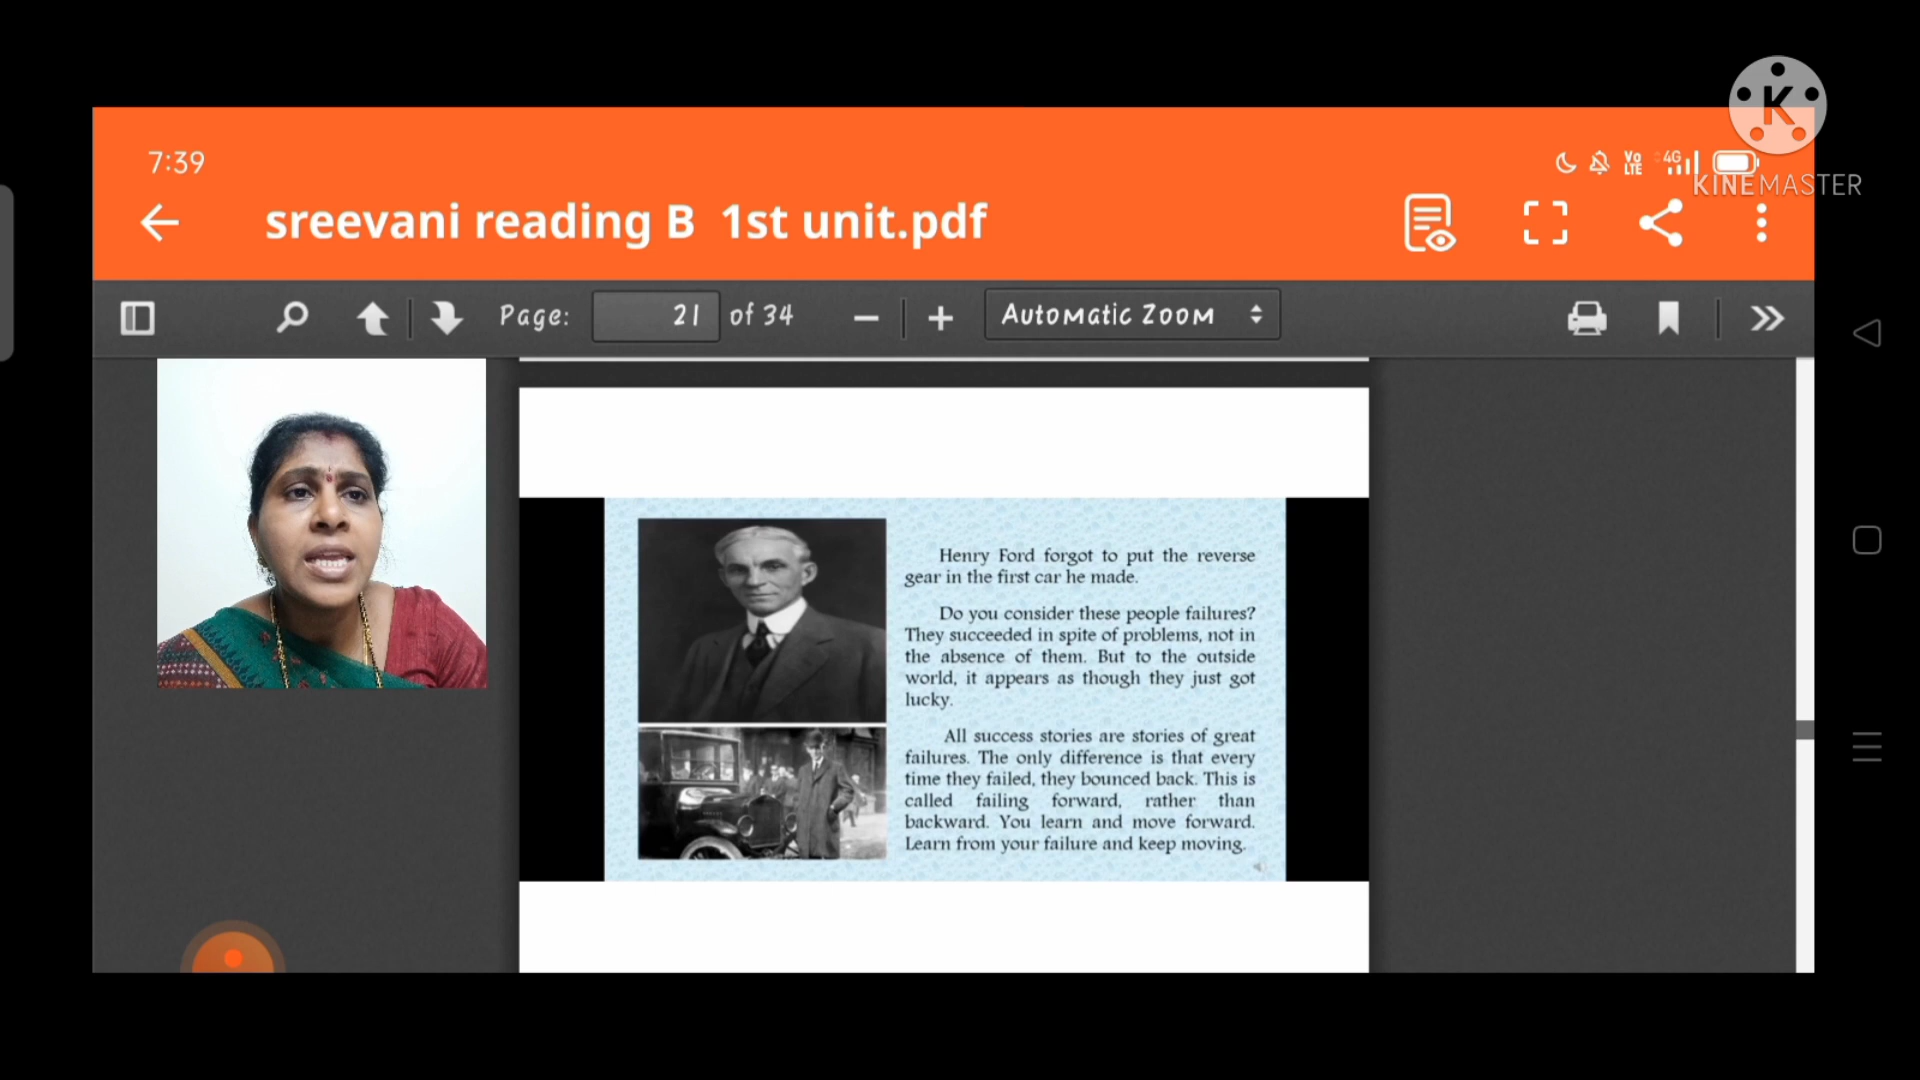 7:39
Vo LTE 4G
KINEMASTER
sreevani reading B 1st unit.pdf
Page: 21 of 34
Automatic Zoom
Henry Ford forgot to put the reverse
gear in the first car he made.
Do you consider these people failures?
They succeeded in spite of problems, not in
the absence of them. But to the outside
world, it appears as though they just got
lucky.
All success stories are stories of great
failures. The only difference is that every
time they failed, they bounced back. This is
called failing forward, rather than
backward. You learn and move forward.
Learn from your failure and keep moving.